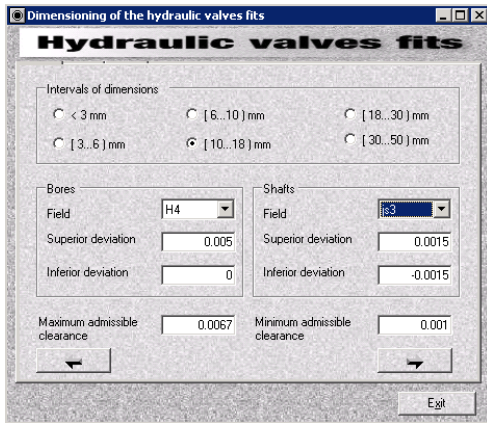 Dimensioning of the hydraulic valves fits
Hydraulic valves fits
Intervals of dimensions
< 3 mm
[ 6...10 ) mm
[ 18...30 ) mm
[ 3...6 ) mm
[ 10...18 ) mm
[ 30...50 ) mm
Bores
Field
H4
Superior deviation
0.005
Inferior deviation
0
Shafts
Field
js3
Superior deviation
0.0015
Inferior deviation
-0.0015
Maximum admissible
clearance
0.0067
Minimum admissible
clearance
0.001
Exit